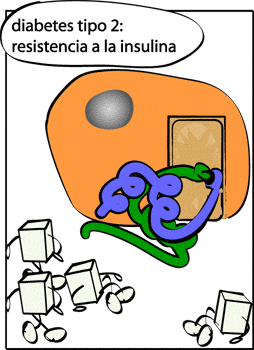 diabetes tipo 2:
resistencia a la insulina